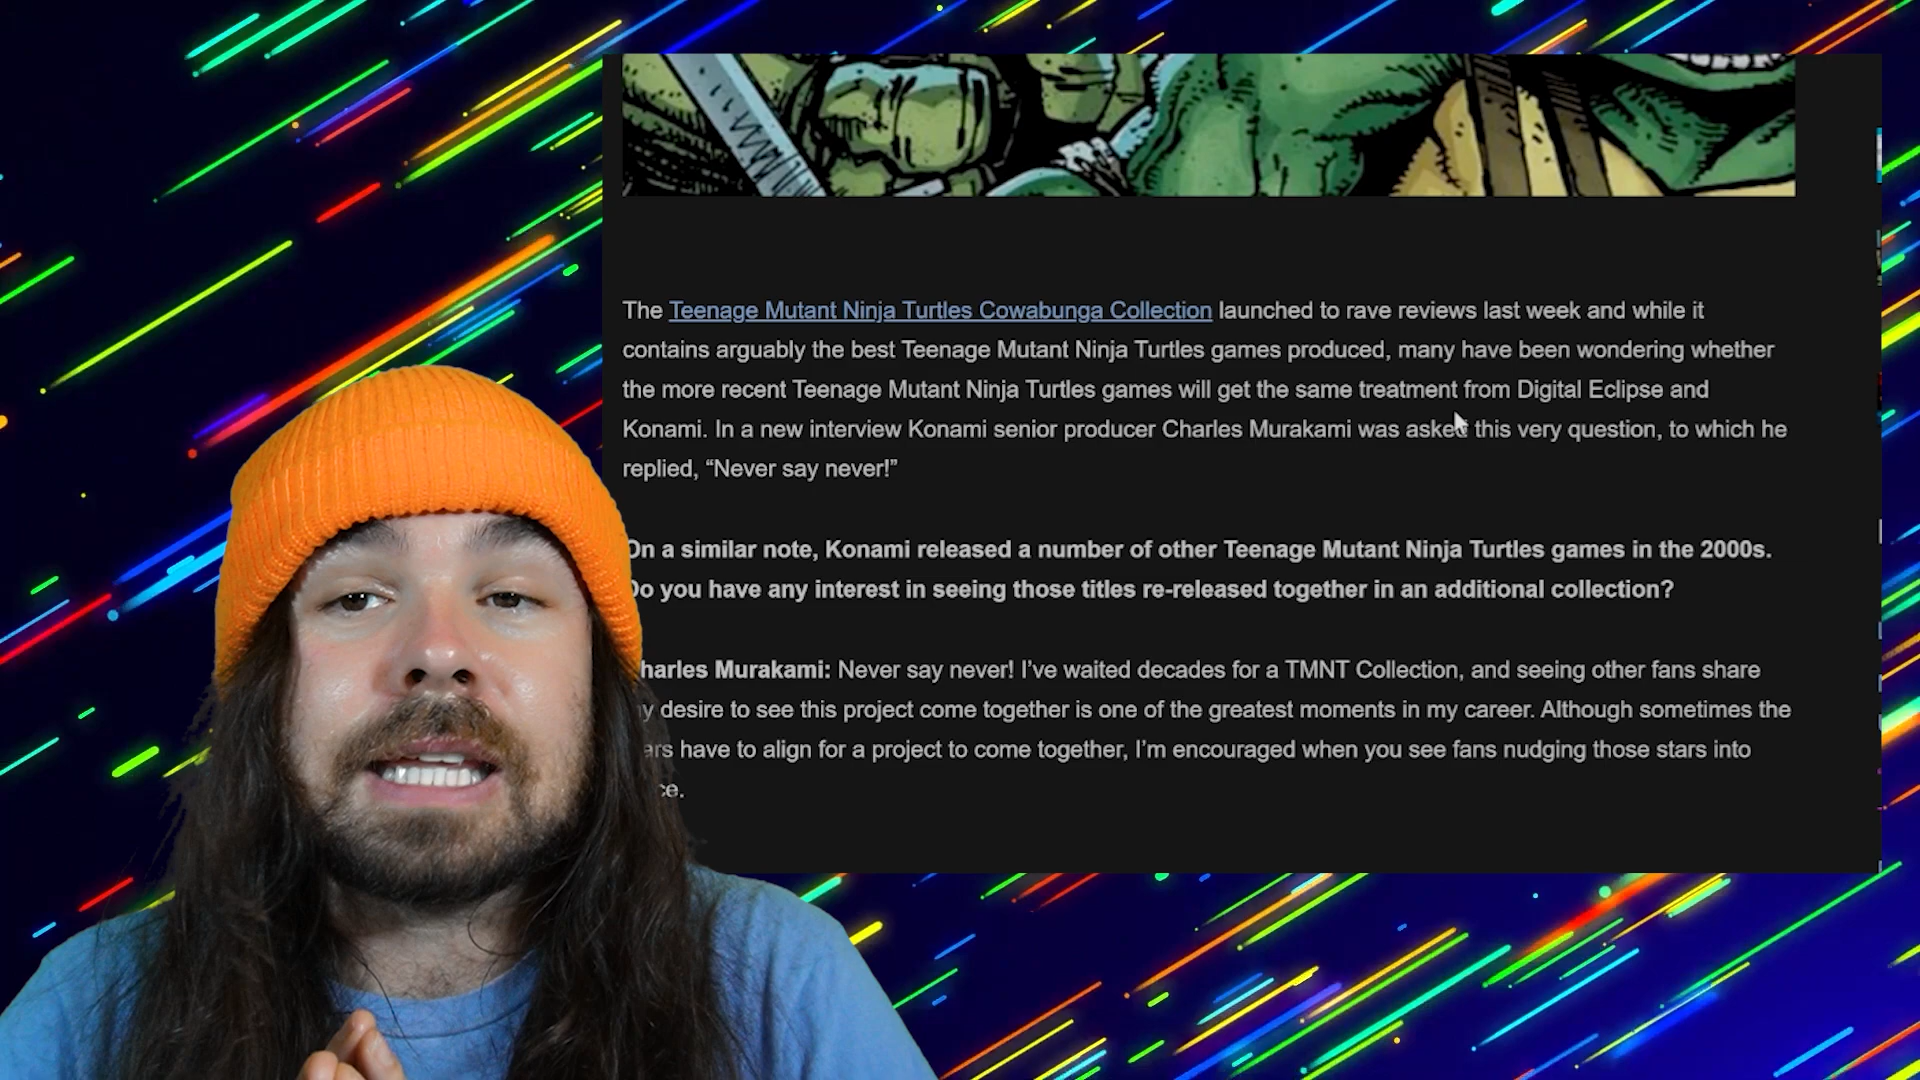 The Teenage Mutant Ninja Turtles Cowabunga Collection launched to rave reviews last week and while it
contains arguably the best Teenage Mutant Ninja Turtles games produced, many have been wondering whether
the more recent Teenage Mutant Ninja Turtles games will get the same treatment from Digital Eclipse and
Konami. In a new interview Konami senior producer Charles Murakami was asked this very question, to which he
replied, “Never say never!”
On a similar note, Konami released a number of other Teenage Mutant Ninja Turtles games in the 2000s.
Do you have any interest in seeing those titles re-released together in an additional collection?
harles Murakami: Never say never! I’ve waited decades for a TMNT Collection, and seeing other fans share
y desire to see this project come together is one of the greatest moments in my career. Although sometimes the
ars have to align for a project to come together, I’m encouraged when you see fans nudging those stars into
ce.